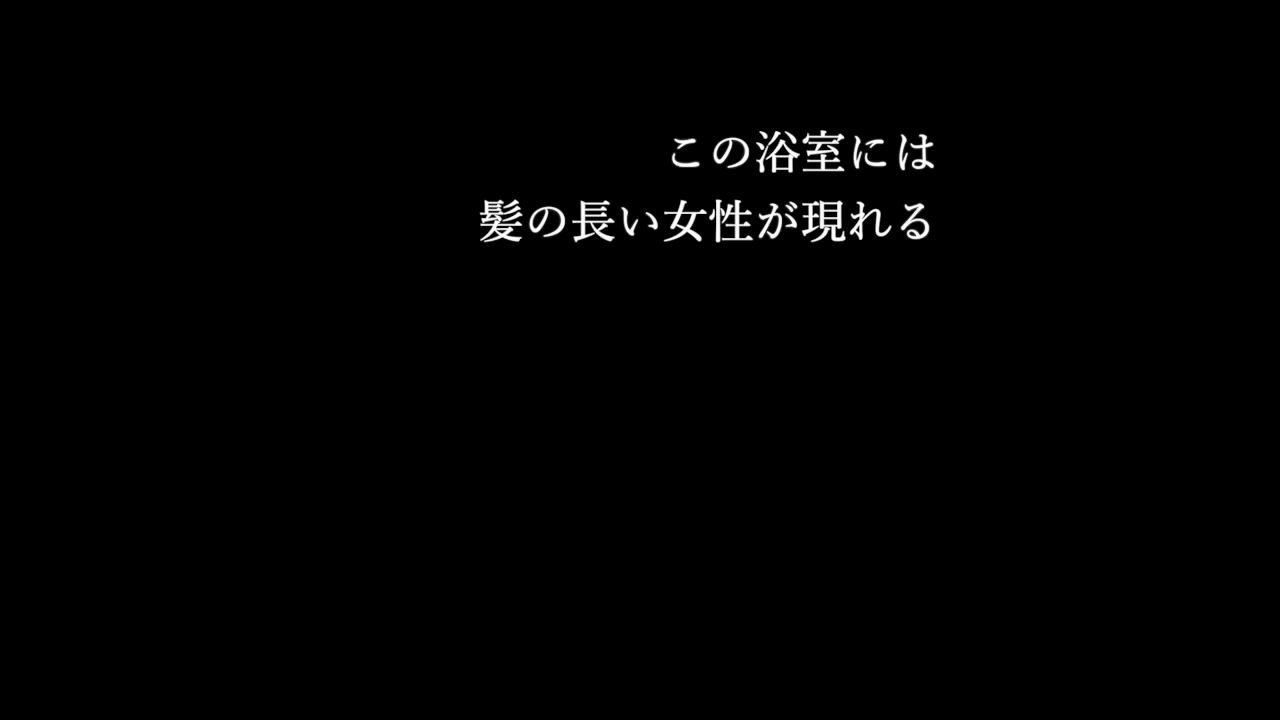 この浴室には
髪の長い女性が現れる